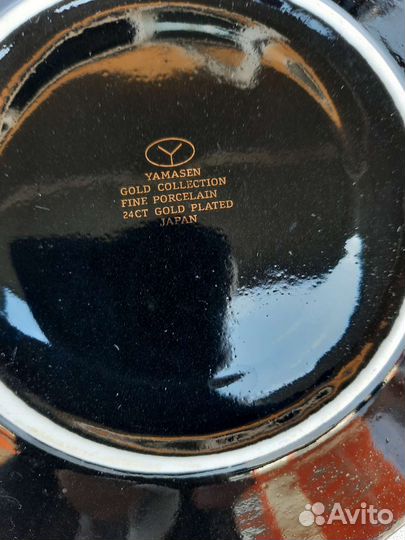 Y
YAMASEN
GOLD COLLECTION
FINE PORCELAIN
24CT GOLD PLATED
JAPAN
Avito